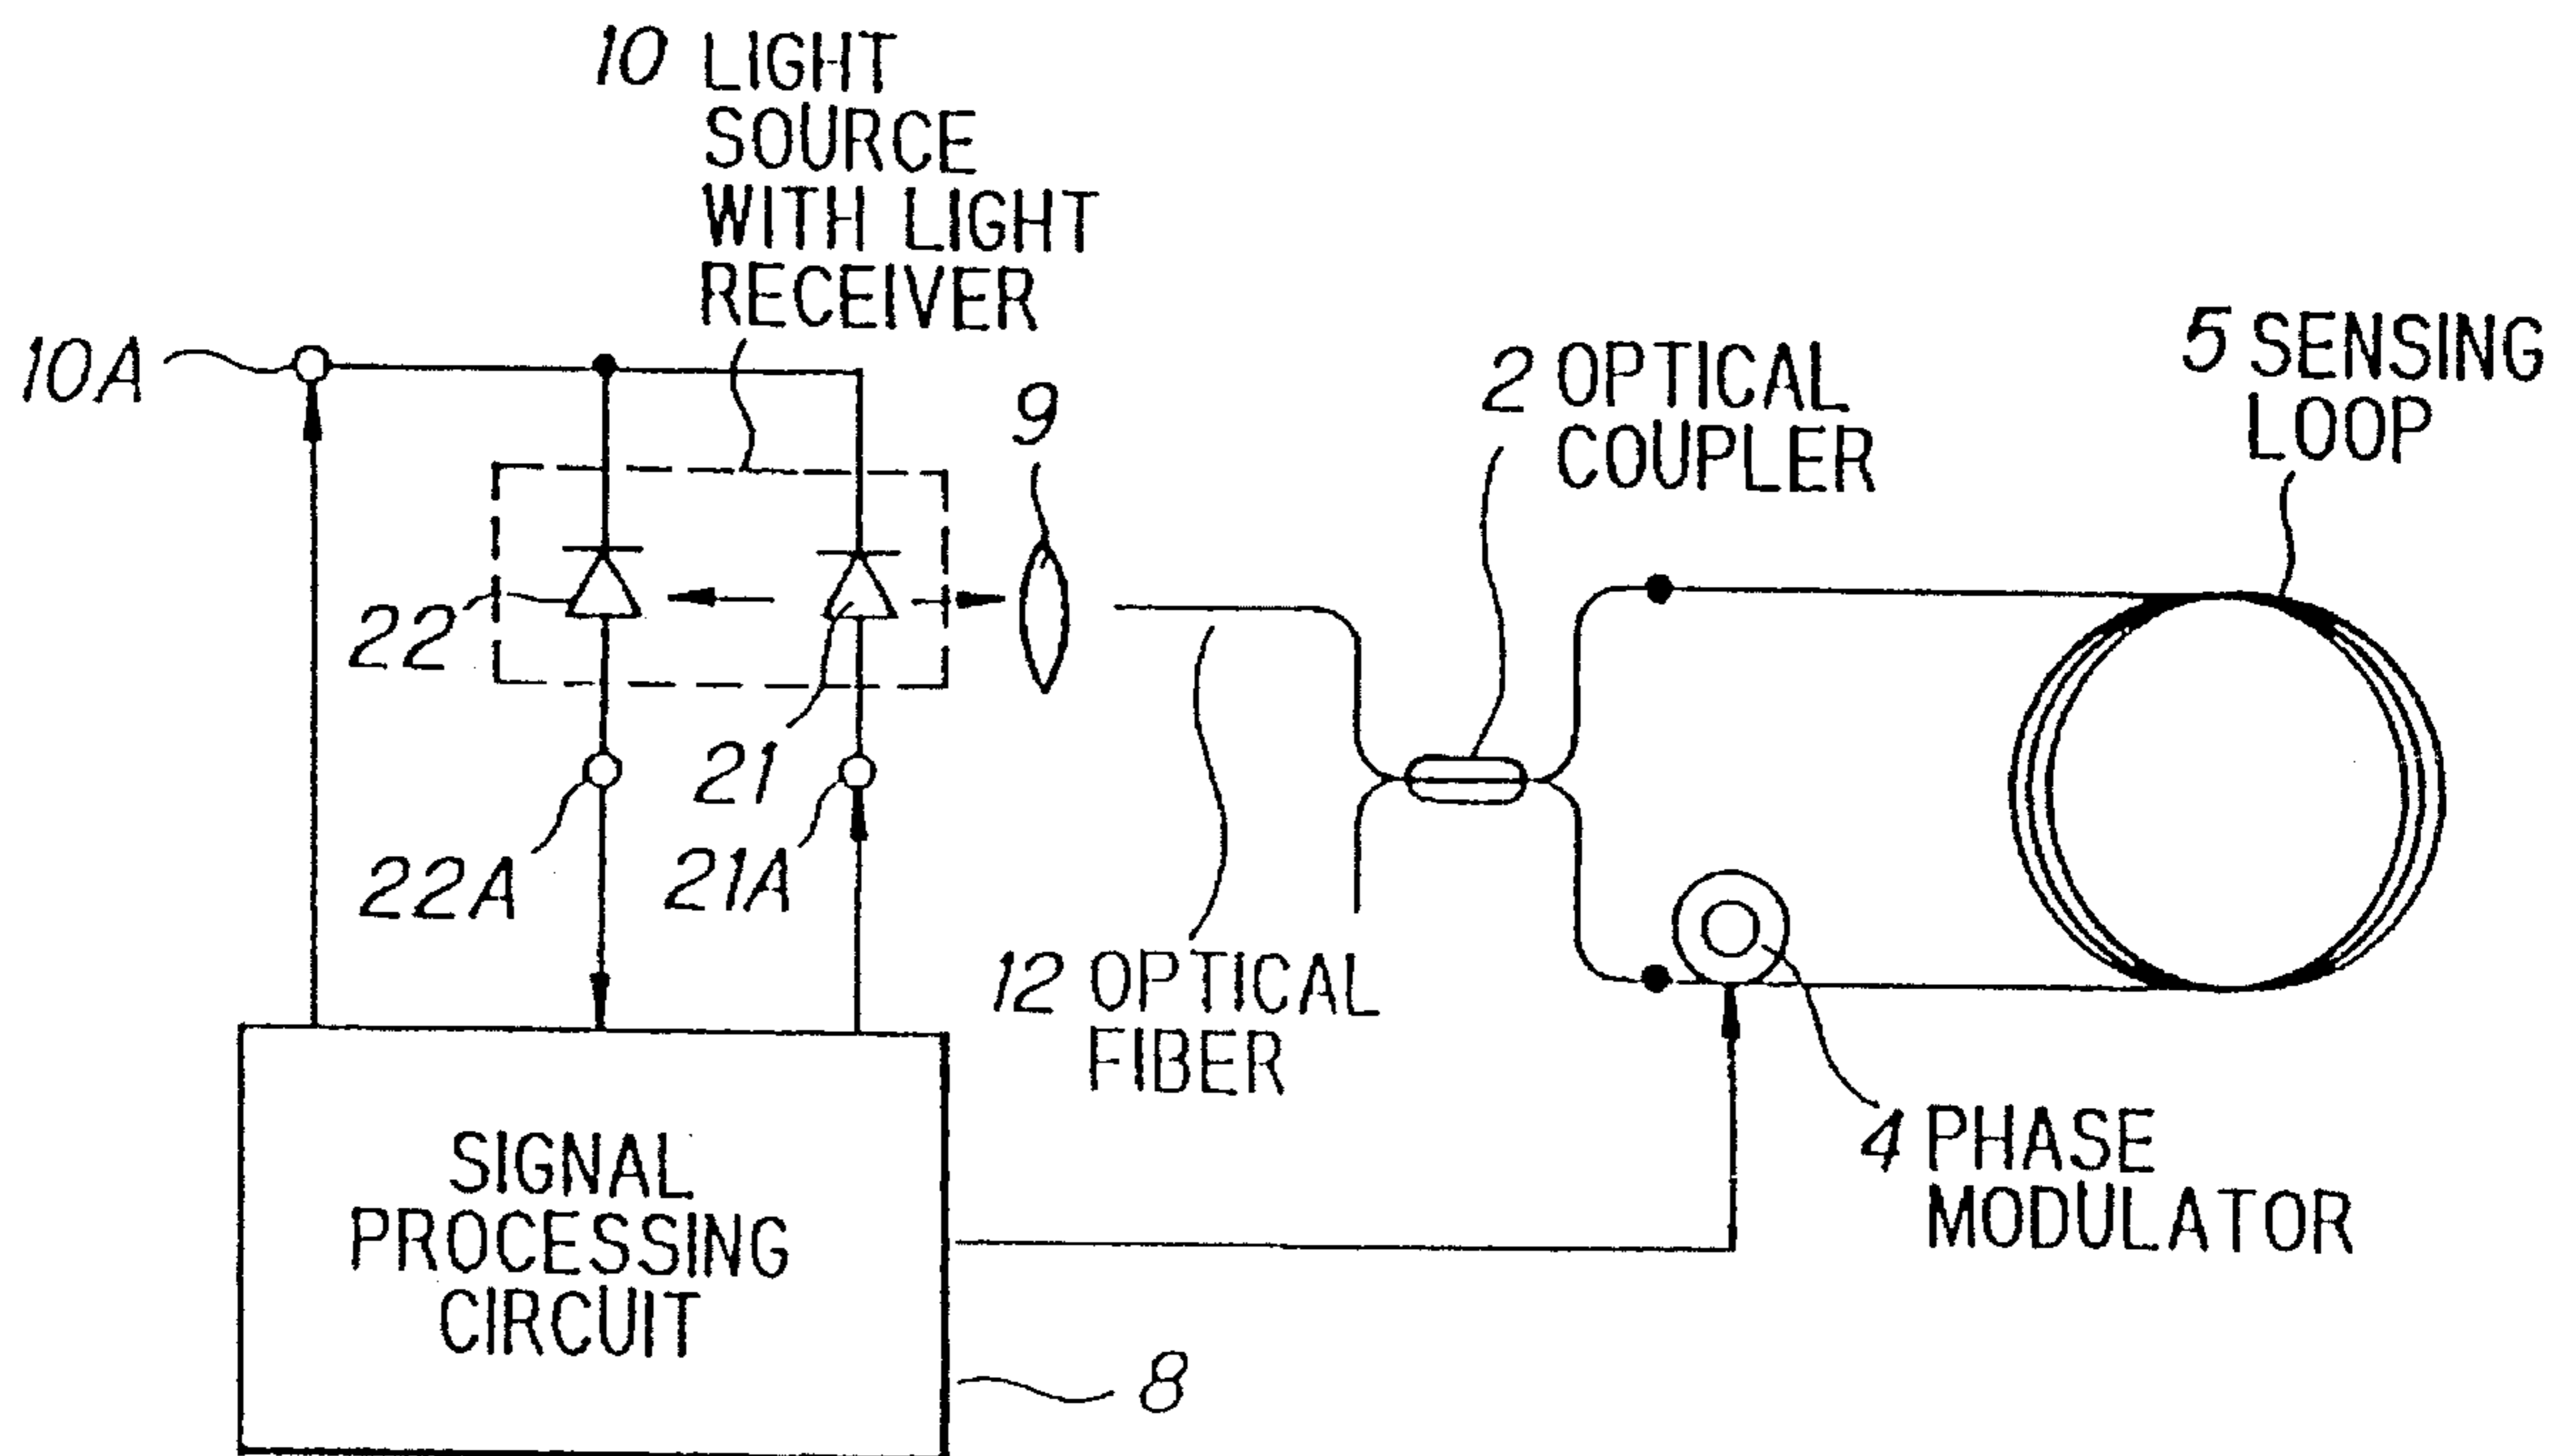 10 LIGHT
SOURCE
WITH LIGHT
RECEIVER
10A
9
2 OPTICAL
COUPLER
5 SENSING
LOOP
22
21
22A
21A
12 OPTICAL
FIBER
4 PHASE
MODULATOR
SIGNAL
PROCESSING
CIRCUIT
8